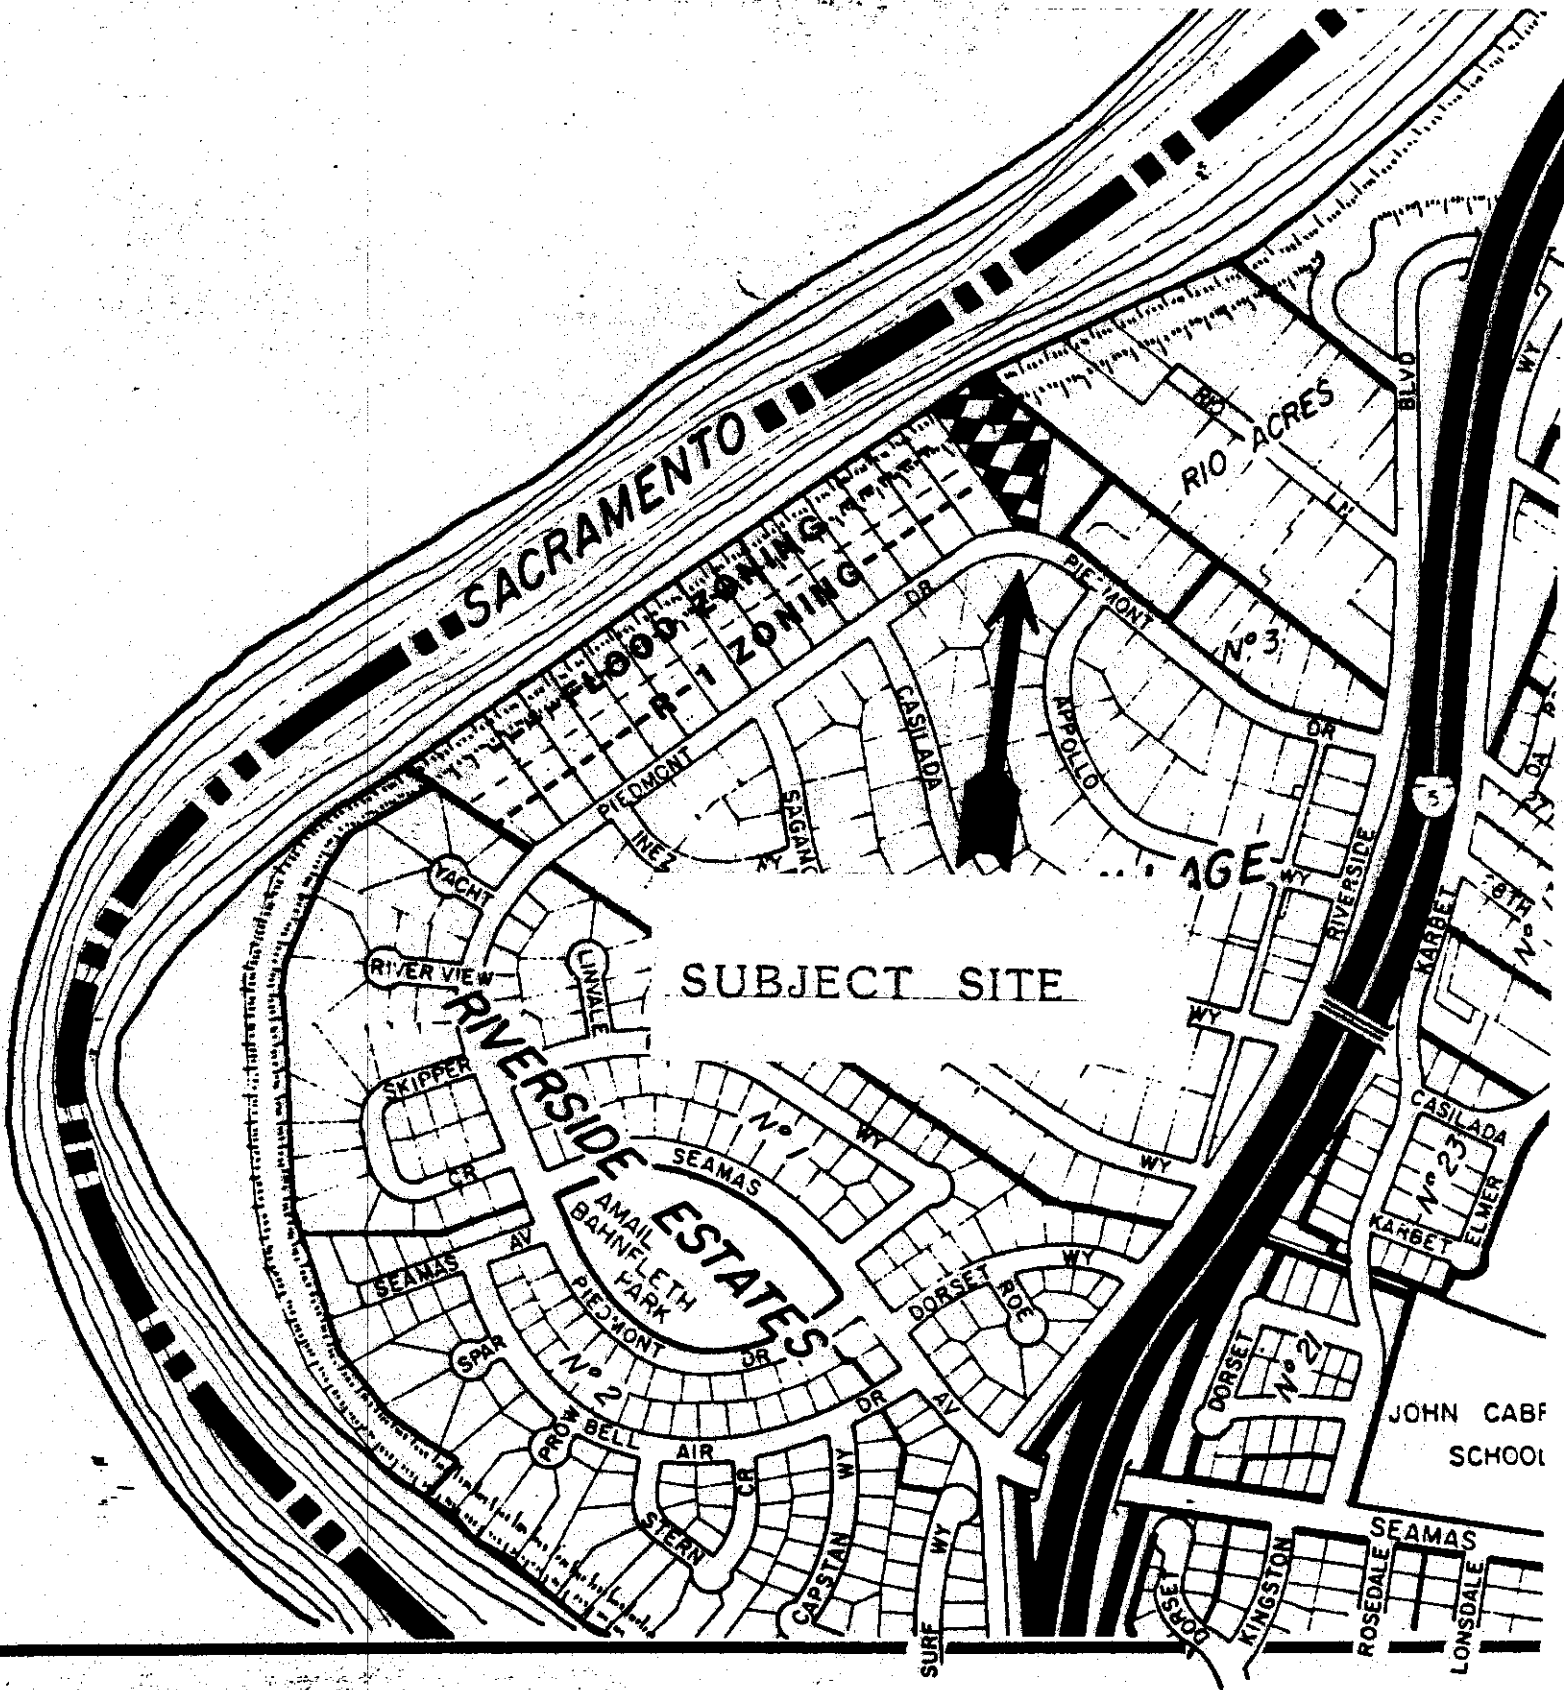 SACRAMENTO
RIO
RIO ACRES
LN
BLVD
WY
FLOOD ZONING
R-1 ZONING
DR
PIEDMONT
Nº 3
CASILADA
APPOLLO
DR
PIEDMONT
INEZ
WY
YACHT
AGE
WY
RIVERSIDE
KARBET
5
RIVER VIEW
LINVALE
SUBJECT SITE
WY
SKIPPER
CR
RIVERSIDE ESTATES
Nº 1
WY
SEAMAS
WY
AMAIL
BAHNFLETH
PARK
SEAMAS
AV
PIEDMONT
DR
DORSET
WY
ROE
CASILADA
Nº 23
KARBET
ELMER
SPAR
Nº 2
PROW
BELL
AIR
DR
AV
CR
WY
STERN
CAPSTAN
WY
SURF
DORSET
Nº 21
JOHN CABR
SCHOOL
SEAMAS
DORSET
KINGSTON
ROSEDALE
LONSDALE